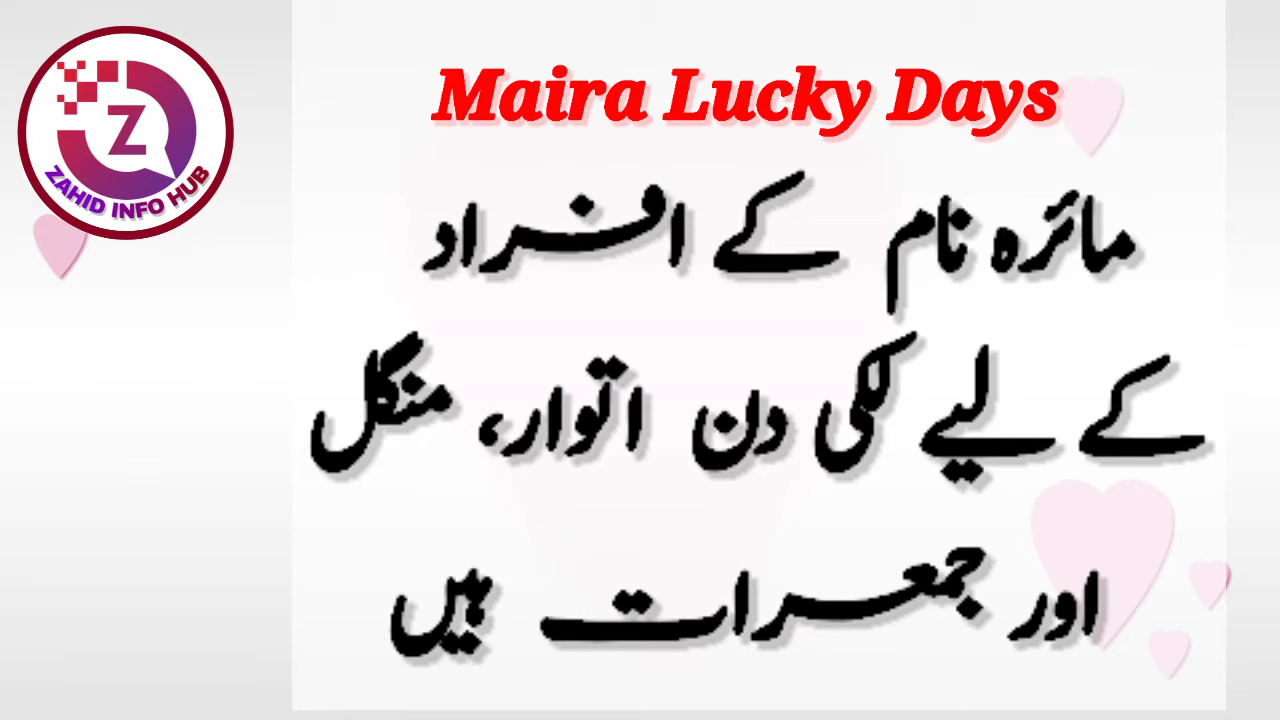 Z
ZAHID INFO HUB
Maira Lucky Days
مائرہ نام کے افراد
کے لیے لکی دن اتوار، منگل
اور جمعرات ہیں